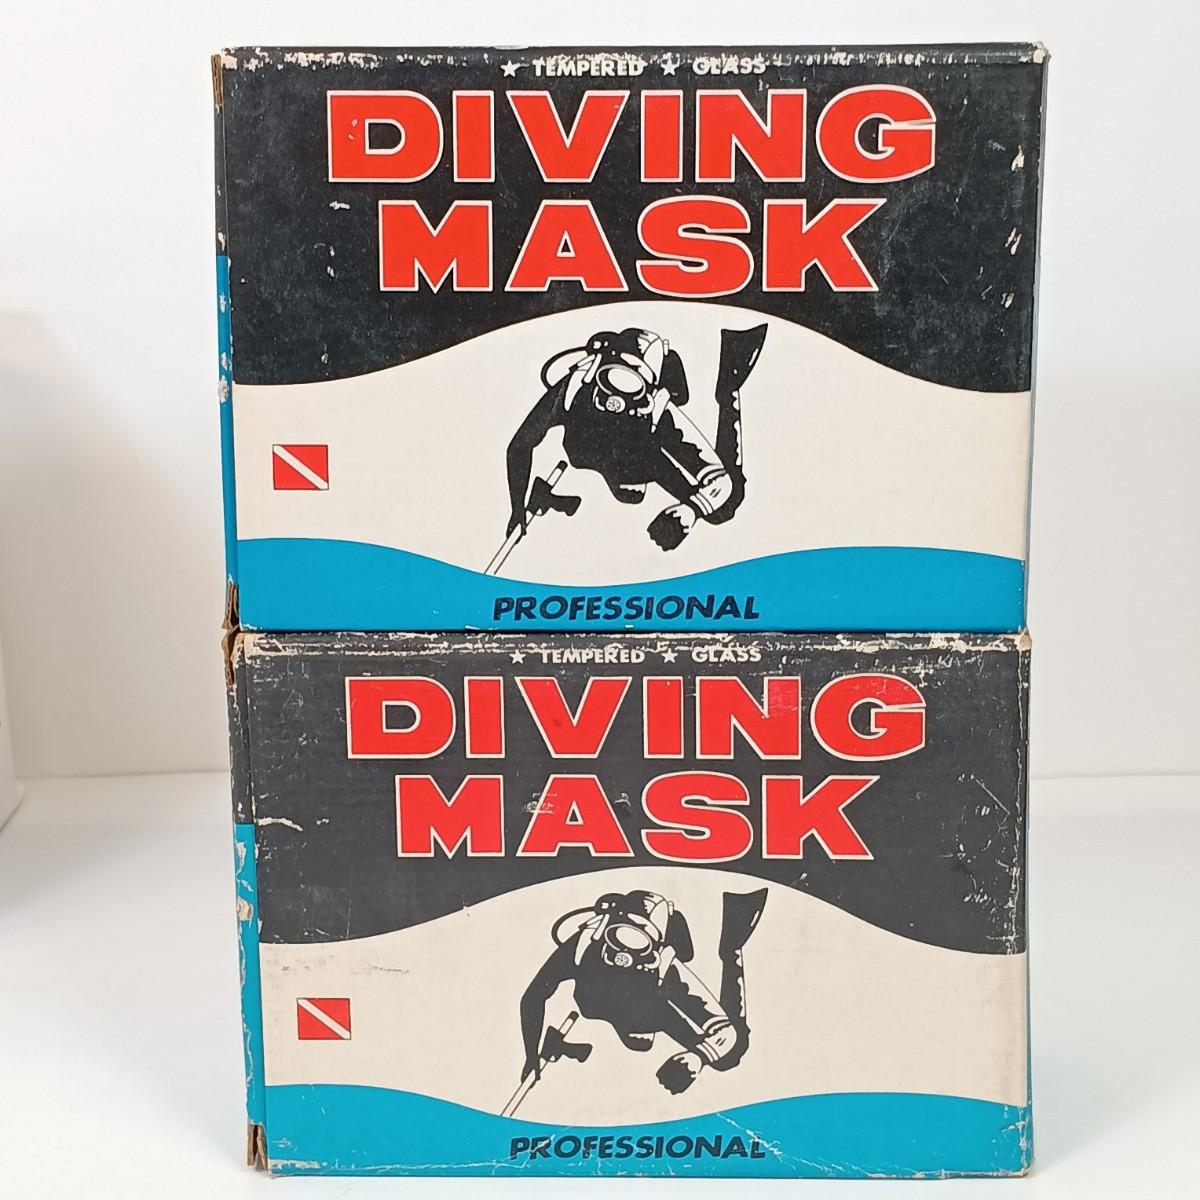 ★ TEMPERED ★ GLASS
DIVING
MASK
PROFESSIONAL
★ TEMPERED ★ GLASS
DIVING
MASK
PROFESSIONAL